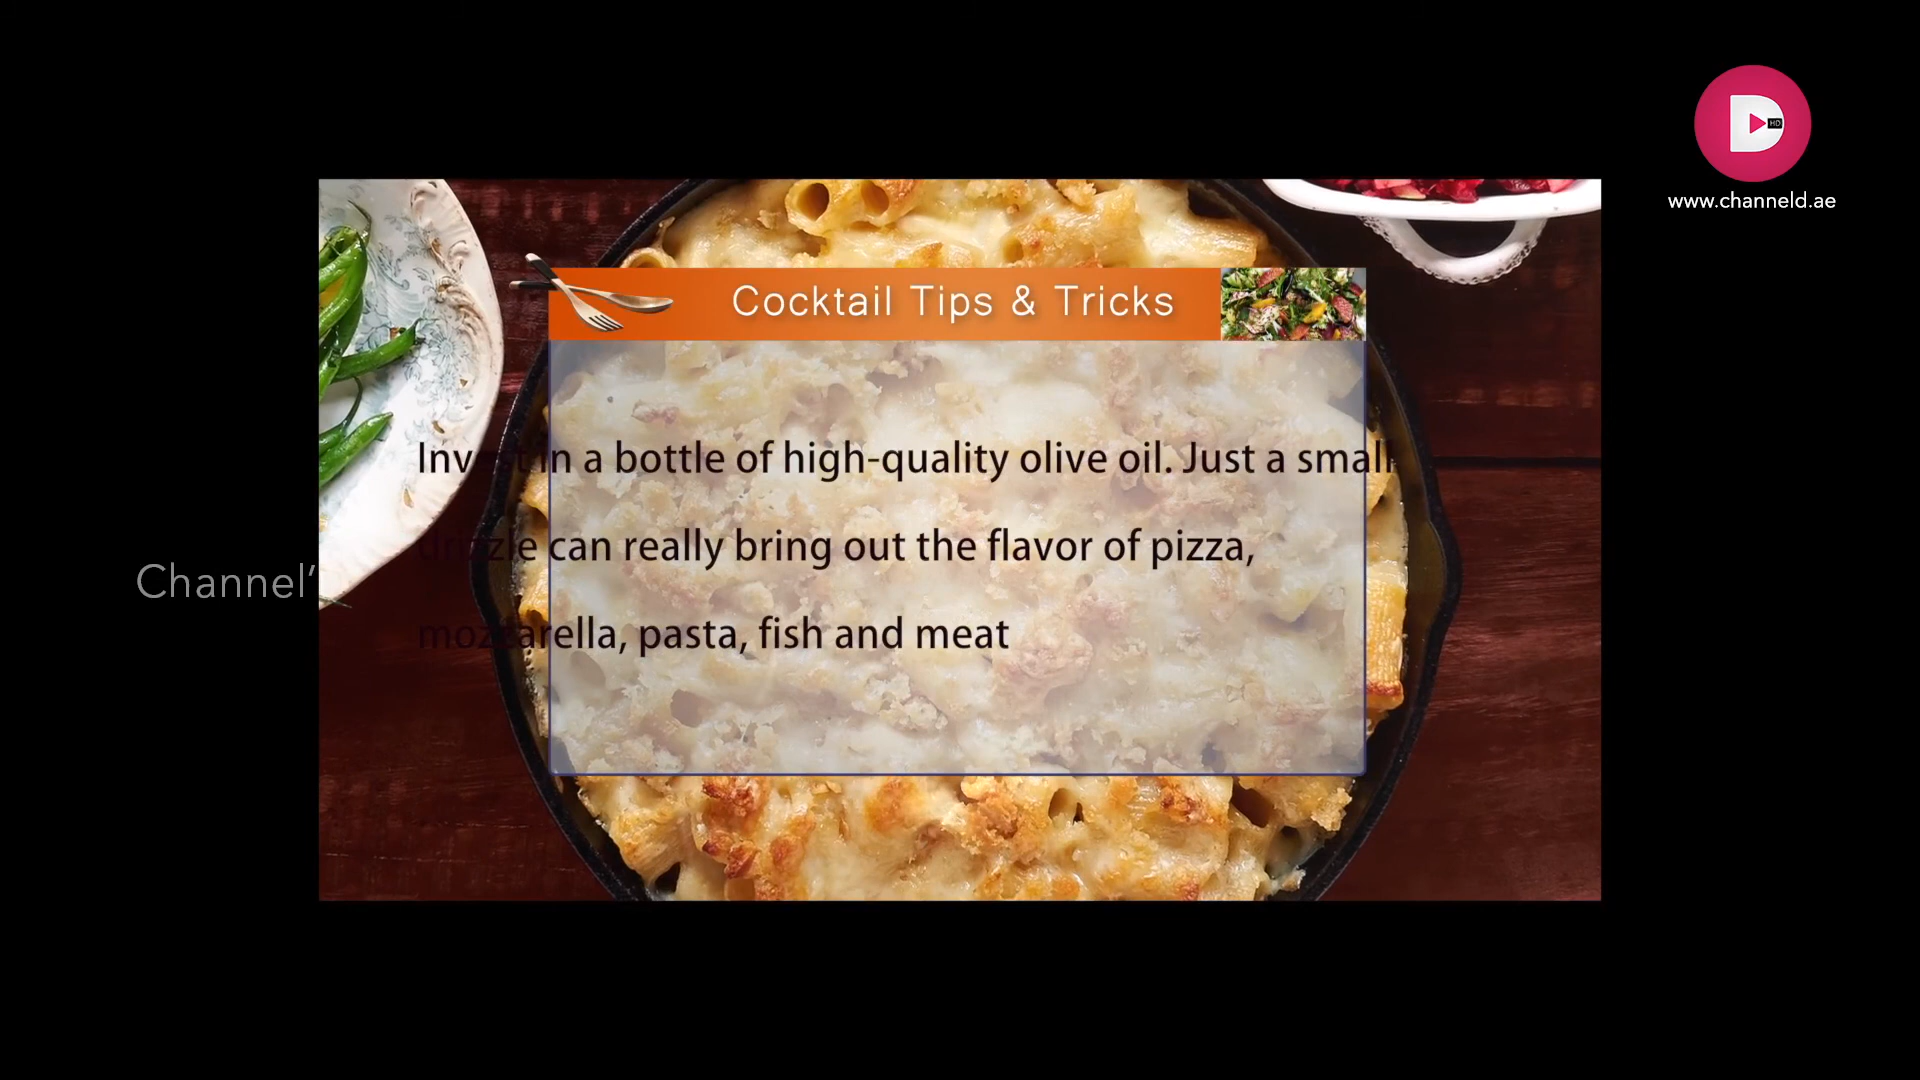 HD
www.channeld.ae
Cocktail Tips & Tricks
Invest in a bottle of high-quality olive oil. Just a small
drizzle can really bring out the flavor of pizza,
Channel'
mozzarella, pasta, fish and meat